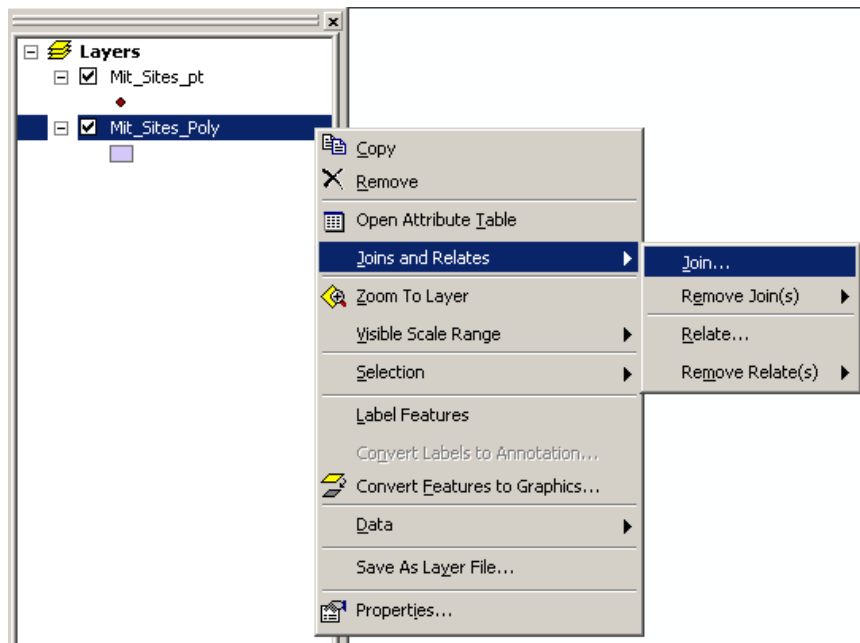 Layers
Mit_Sites_pt
Mit_Sites_Poly
Copy
Remove
Open Attribute Table
Joins and Relates
Zoom To Layer
Visible Scale Range
Selection
Label Features
Convert Labels to Annotation...
Convert Features to Graphics...
Data
Save As Layer File...
Properties...
Join...
Remove Join(s)
Relate...
Remove Relate(s)